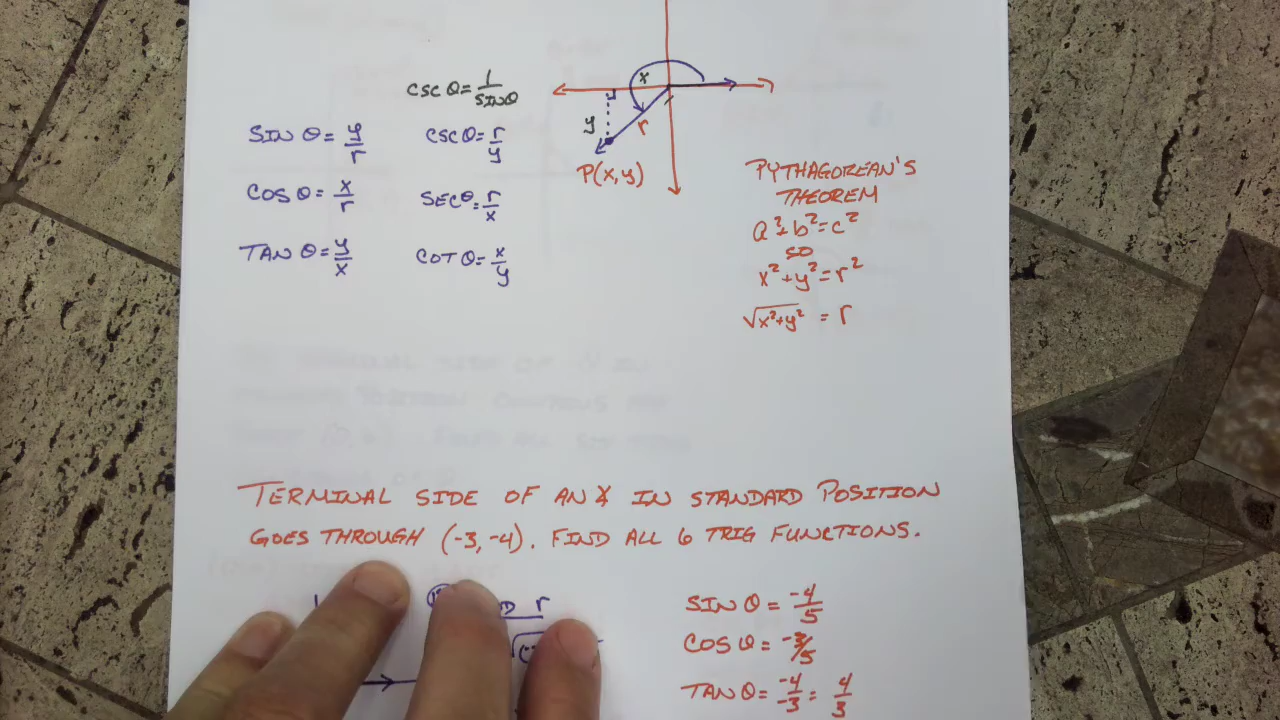 CSC θ = 1/SIN θ
x
SIN θ = y/r
CSC θ = r/y
y
r
P(x,y)
PYTHAGOREAN'S
THEOREM
COS θ = x/r
SEC θ = r/x
a²+b²=c²
SO
TAN θ = y/x
COT θ = x/y
x²+y²=r²
√x²+y² = r
TERMINAL SIDE OF AN ∡ IN STANDARD POSITION
GOES THROUGH (-3,-4). FIND ALL 6 TRIG FUNCTIONS.
r
SIN θ = -4/5
COS θ = -3/5
TAN θ = -4/-3 = 4/3